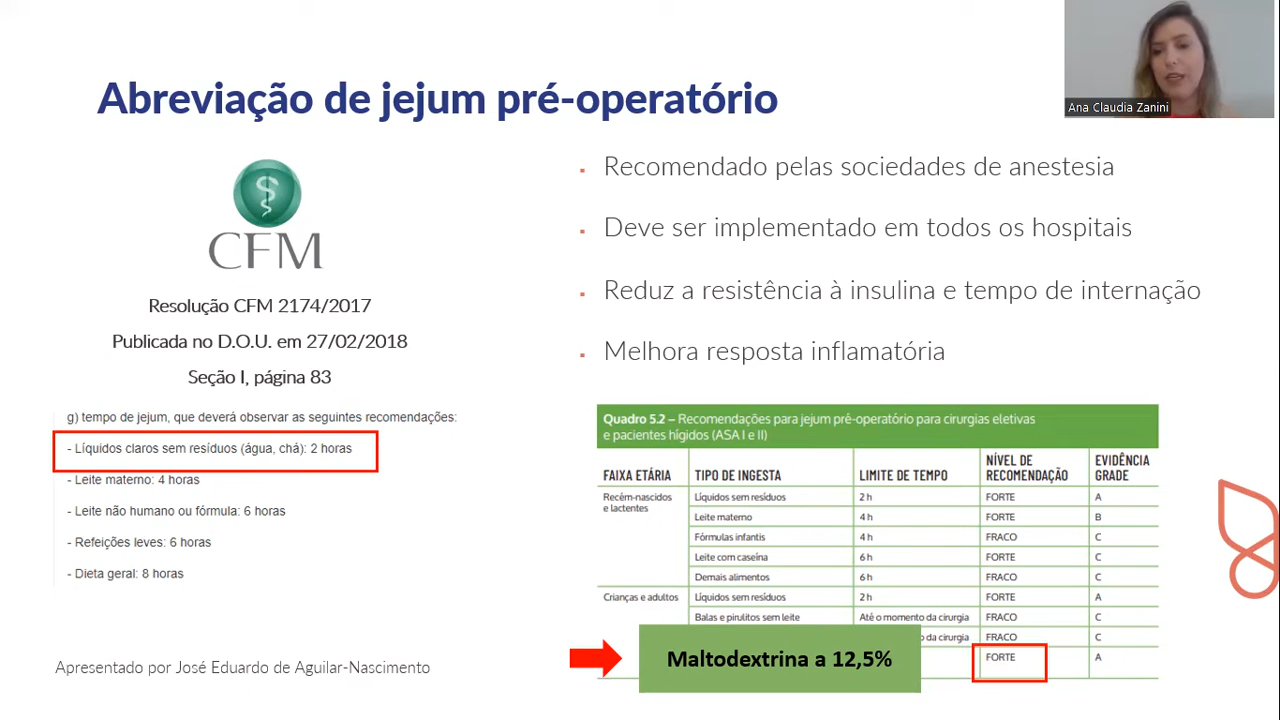 Abreviação de jejum pré-operatório
Ana Claudia Zanini
CFM
Resolução CFM 2174/2017
Publicada no D.O.U. em 27/02/2018
Seção I, página 83
g) tempo de jejum, que deverá observar as seguintes recomendações:
- Líquidos claros sem resíduos (água, chá): 2 horas
- Leite materno: 4 horas
- Leite não humano ou fórmula: 6 horas
- Refeições leves: 6 horas
- Dieta geral: 8 horas
Apresentado por José Eduardo de Aguilar-Nascimento
Recomendado pelas sociedades de anestesia
Deve ser implementado em todos os hospitais
Reduz a resistência à insulina e tempo de internação
Melhora resposta inflamatória
Quadro 5.2 – Recomendações para jejum pré-operatório para cirurgias eletivas
e pacientes hígidos (ASA I e II)
FAIXA ETÁRIA TIPO DE INGESTA LIMITE DE TEMPO NÍVEL DE RECOMENDAÇÃO EVIDÊNCIA GRADE
Recém-nascidos e lactentes Líquidos sem resíduos 2 h FORTE A
Leite materno 4 h FORTE B
Fórmulas infantis 4 h FRACO C
Leite com caseína 6 h FRACO C
Demais alimentos 6 h FRACO C
Crianças e adultos Líquidos sem resíduos 2 h FORTE A
Balas e pirulitos sem leite Até o momento da cirurgia FRACO C
da cirurgia FRACO C
Maltodextrina a 12,5% FORTE A